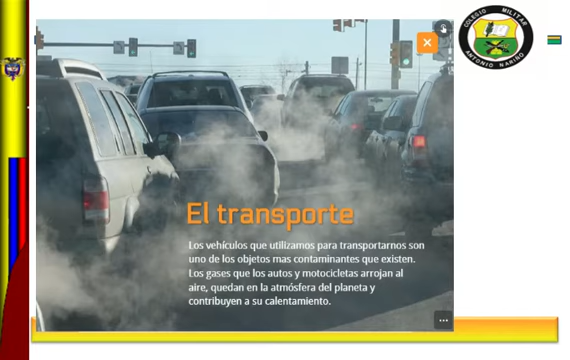 COLEGIO MILITAR
ANTONIO NARIÑO
El transporte
Los vehículos que utilizamos para transportarnos son
uno de los objetos mas contaminantes que existen.
Los gases que los autos y motocicletas arrojan al
aire, quedan en la atmósfera del planeta y
contribuyen a su calentamiento.